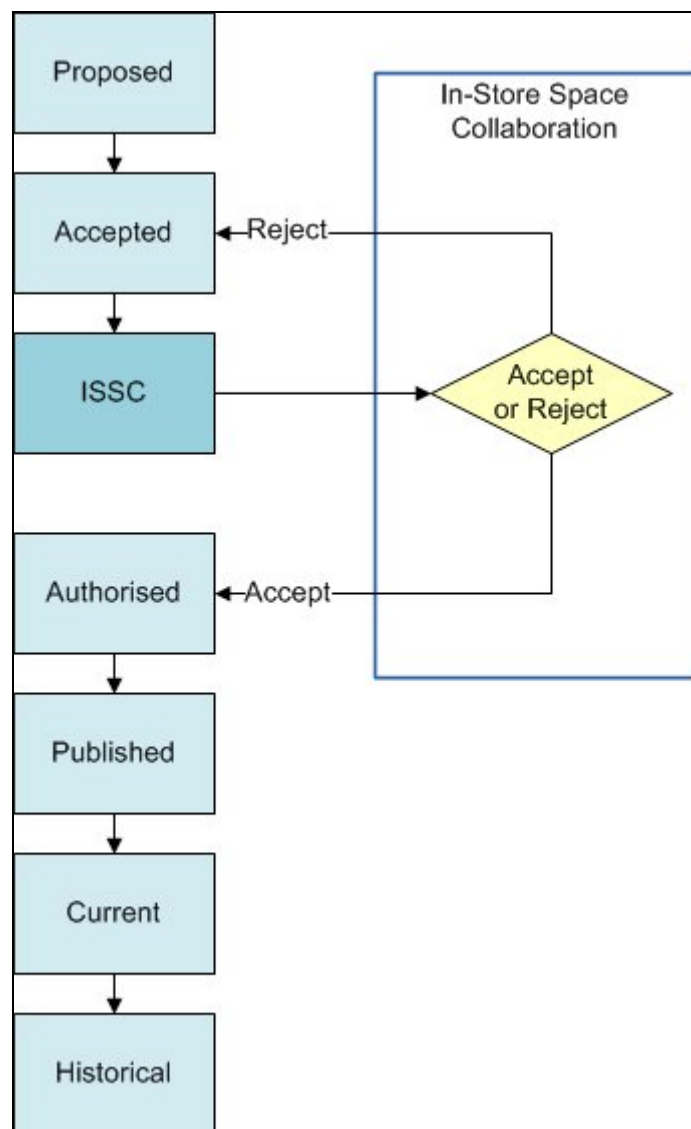 Proposed
In-Store Space
Collaboration
Accepted
Reject
ISSC
Accept
or Reject
Authorised
Accept
Published
Current
Historical